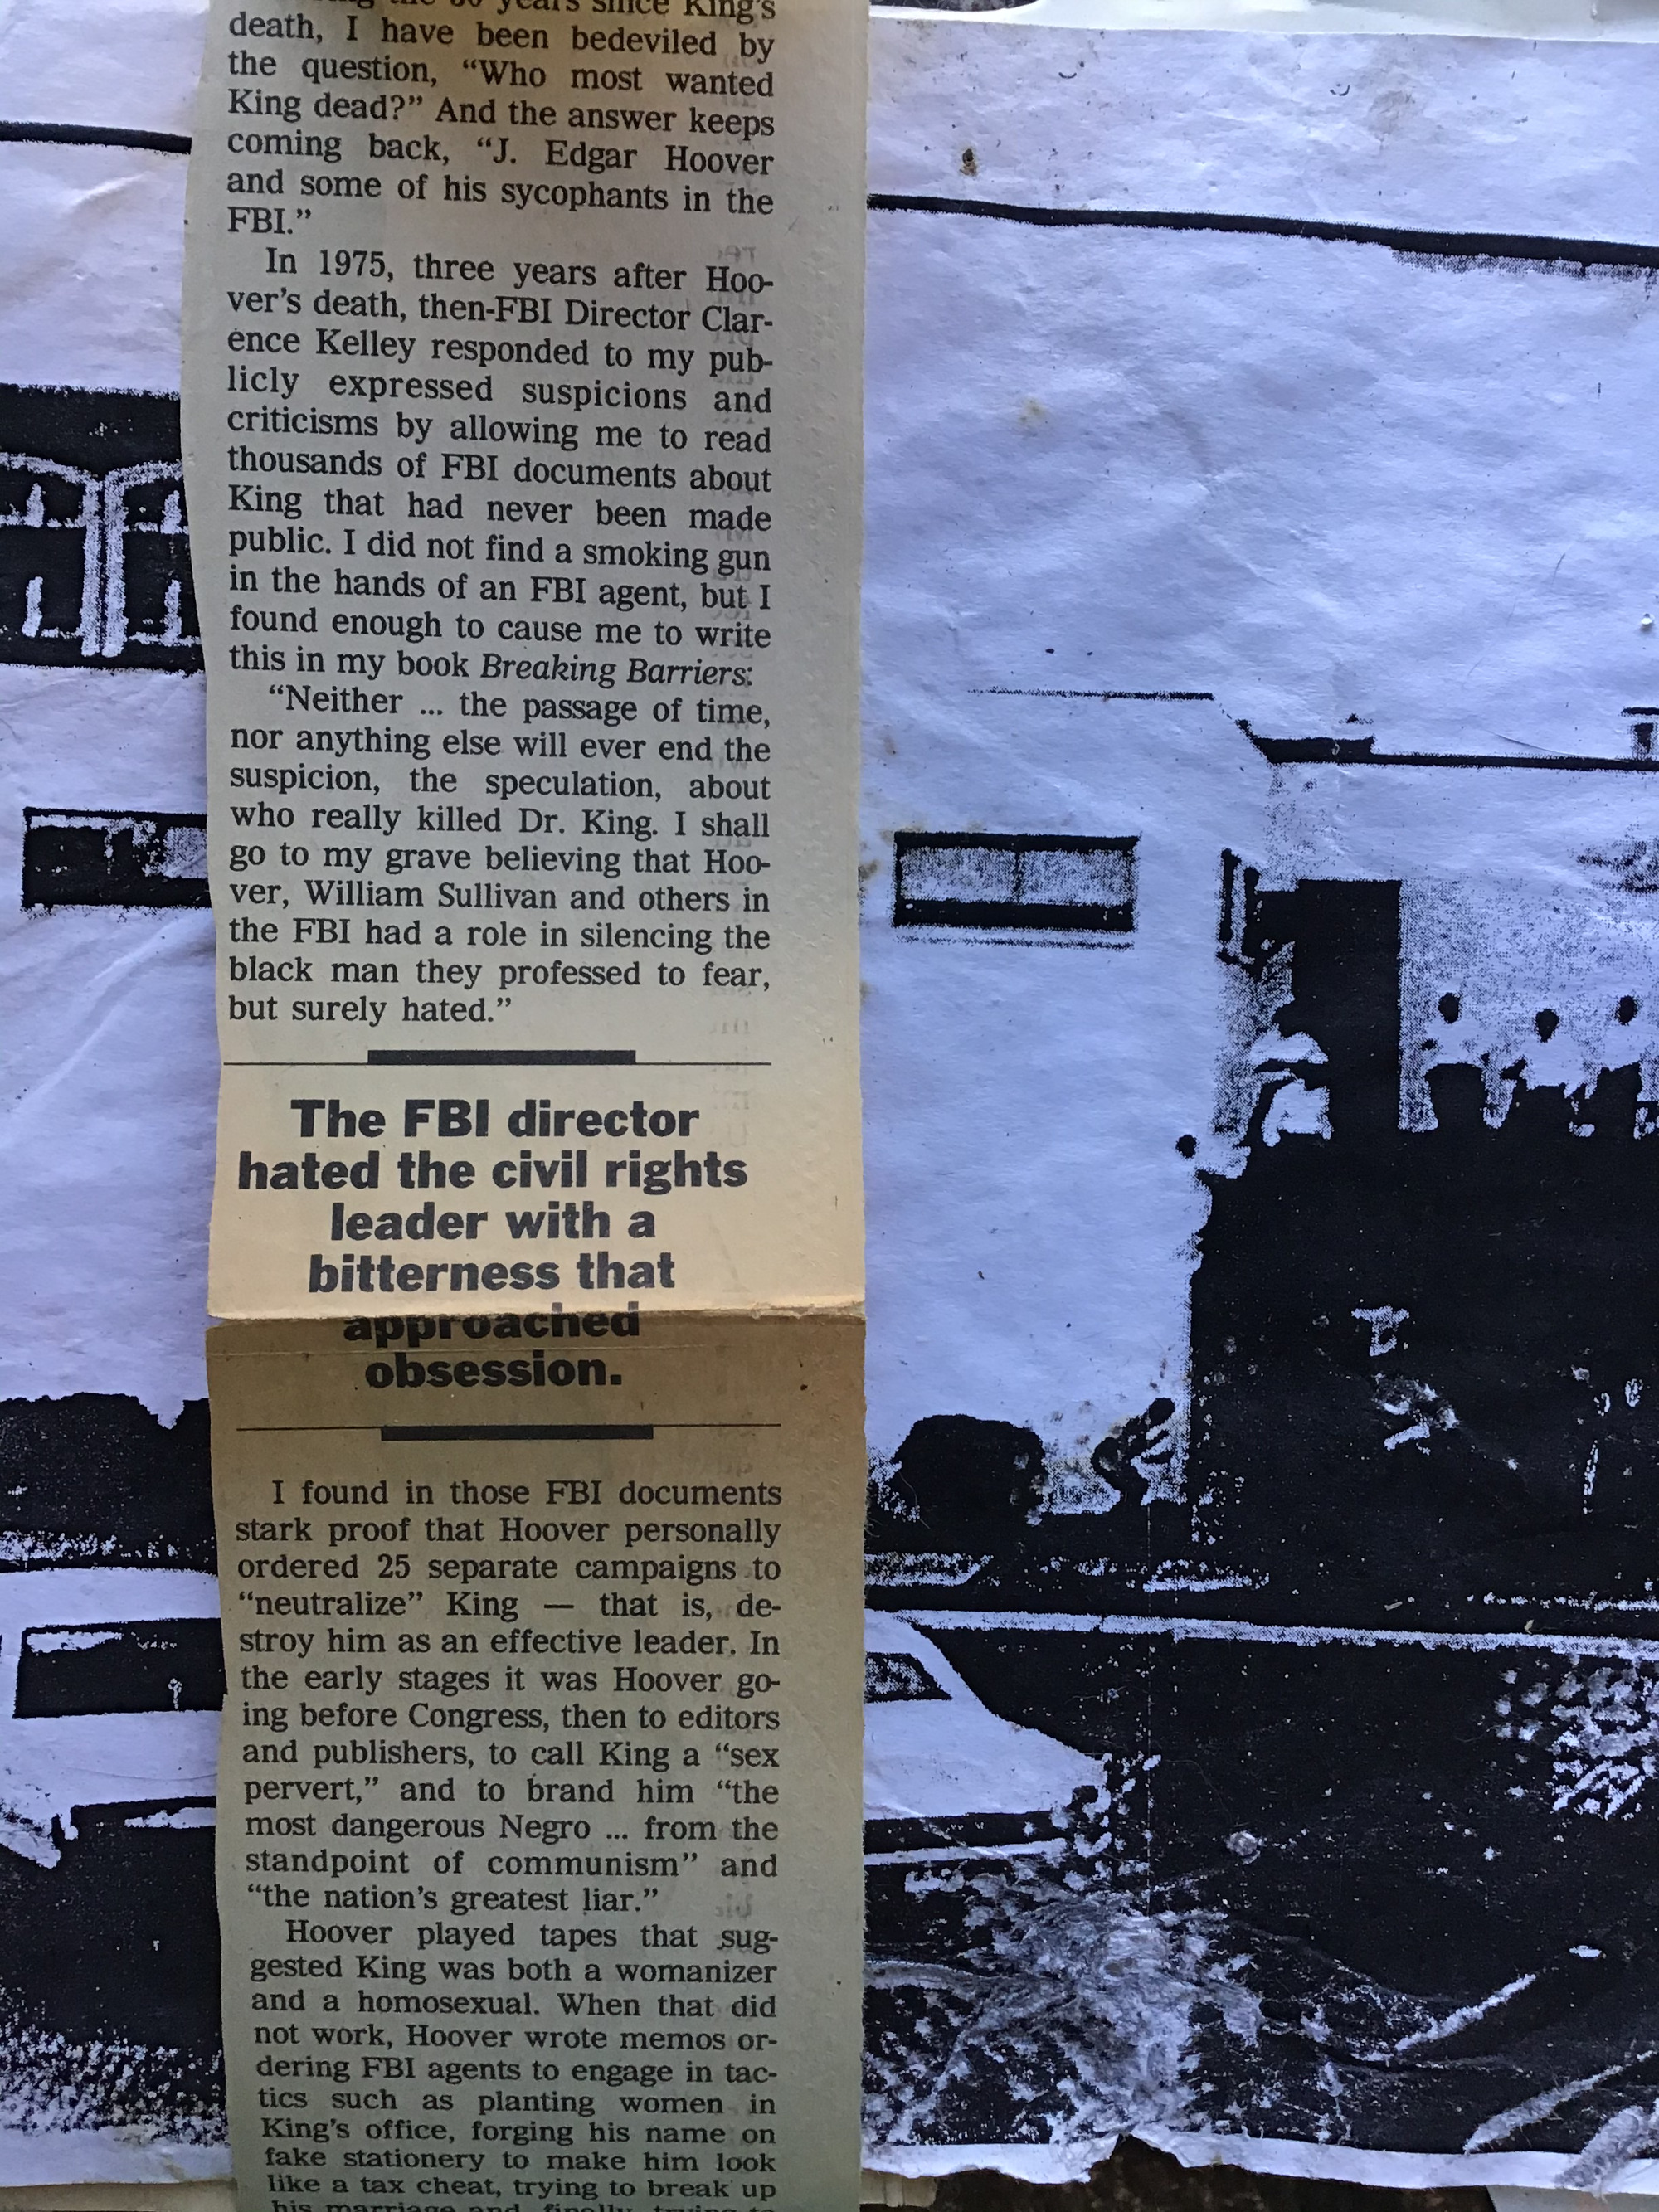 the 30 years since King's
death, I have been bedeviled by
the question, “Who most wanted
King dead?” And the answer keeps
coming back, “J. Edgar Hoover
and some of his sycophants in the
FBI.”
In 1975, three years after Hoo-
ver's death, then-FBI Director Clar-
ence Kelley responded to my pub-
licly expressed suspicions and
criticisms by allowing me to read
thousands of FBI documents about
King that had never been made
public. I did not find a smoking gun
in the hands of an FBI agent, but I
found enough to cause me to write
this in my book Breaking Barriers:
“Neither ... the passage of time,
nor anything else will ever end the
suspicion, the speculation, about
who really killed Dr. King. I shall
go to my grave believing that Hoo-
ver, William Sullivan and others in
the FBI had a role in silencing the
black man they professed to fear,
but surely hated.”
The FBI director
hated the civil rights
leader with a
bitterness that
approached
obsession.
I found in those FBI documents
stark proof that Hoover personally
ordered 25 separate campaigns to
“neutralize” King — that is, de-
stroy him as an effective leader. In
the early stages it was Hoover go-
ing before Congress, then to editors
and publishers, to call King a “sex
pervert,” and to brand him “the
most dangerous Negro ... from the
standpoint of communism” and
“the nation's greatest liar.”
Hoover played tapes that sug-
gested King was both a womanizer
and a homosexual. When that did
not work, Hoover wrote memos or-
dering FBI agents to engage in tac-
tics such as planting women in
King's office, forging his name on
fake stationery to make him look
like a tax cheat, trying to break up
his marriage and, finally, trying to